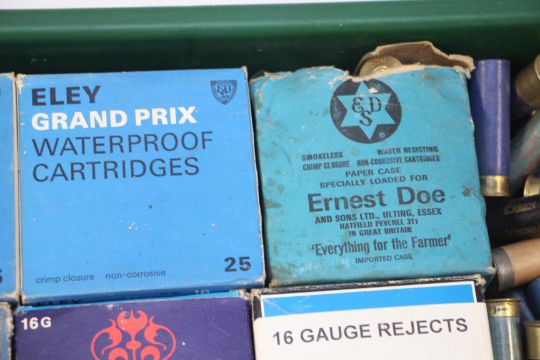 ELEY
GRAND PRIX
WATERPROOF
CARTRIDGES
crimp closure non-corrosive 25
E&D
S
SMOKELESS WATER RESISTING
CRIMP CLOSURE NON-CORROSIVE CARTRIDGES
PAPER CASE
SPECIALLY LOADED FOR
Ernest Doe
AND SONS LTD., ULTING, ESSEX
HATFIELD PEVEREL 311
IN GREAT BRITAIN
'Everything for the Farmer'
IMPORTED CASE
5
ELEY
16G
16 GAUGE REJECTS